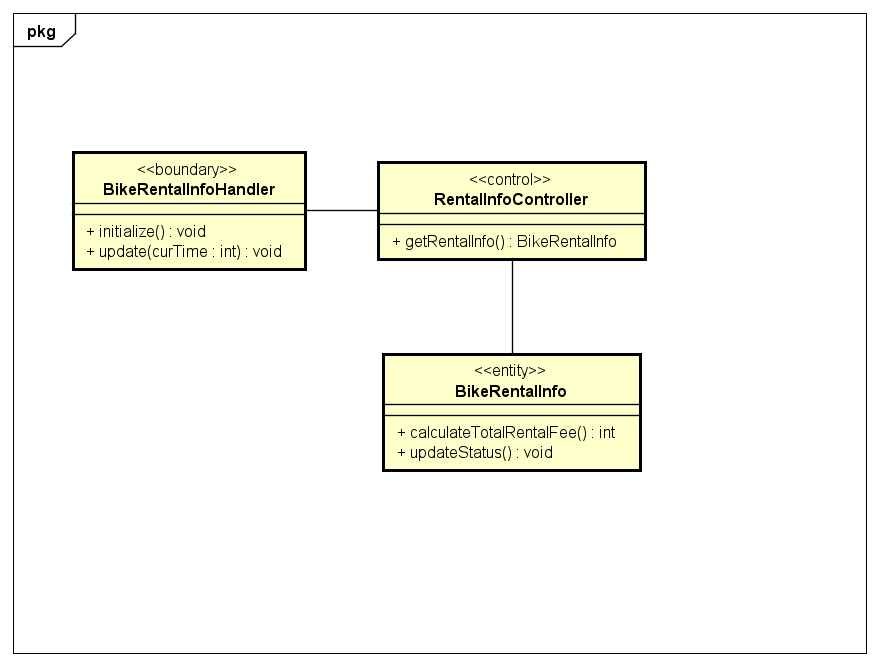 pkg
<<boundary>>
BikeRentalInfoHandler
+ initialize() : void
+ update(curTime : int) : void
<<control>>
RentalInfoController
+ getRentalInfo() : BikeRentalInfo
<<entity>>
BikeRentalInfo
+ calculateTotalRentalFee() : int
+ updateStatus() : void